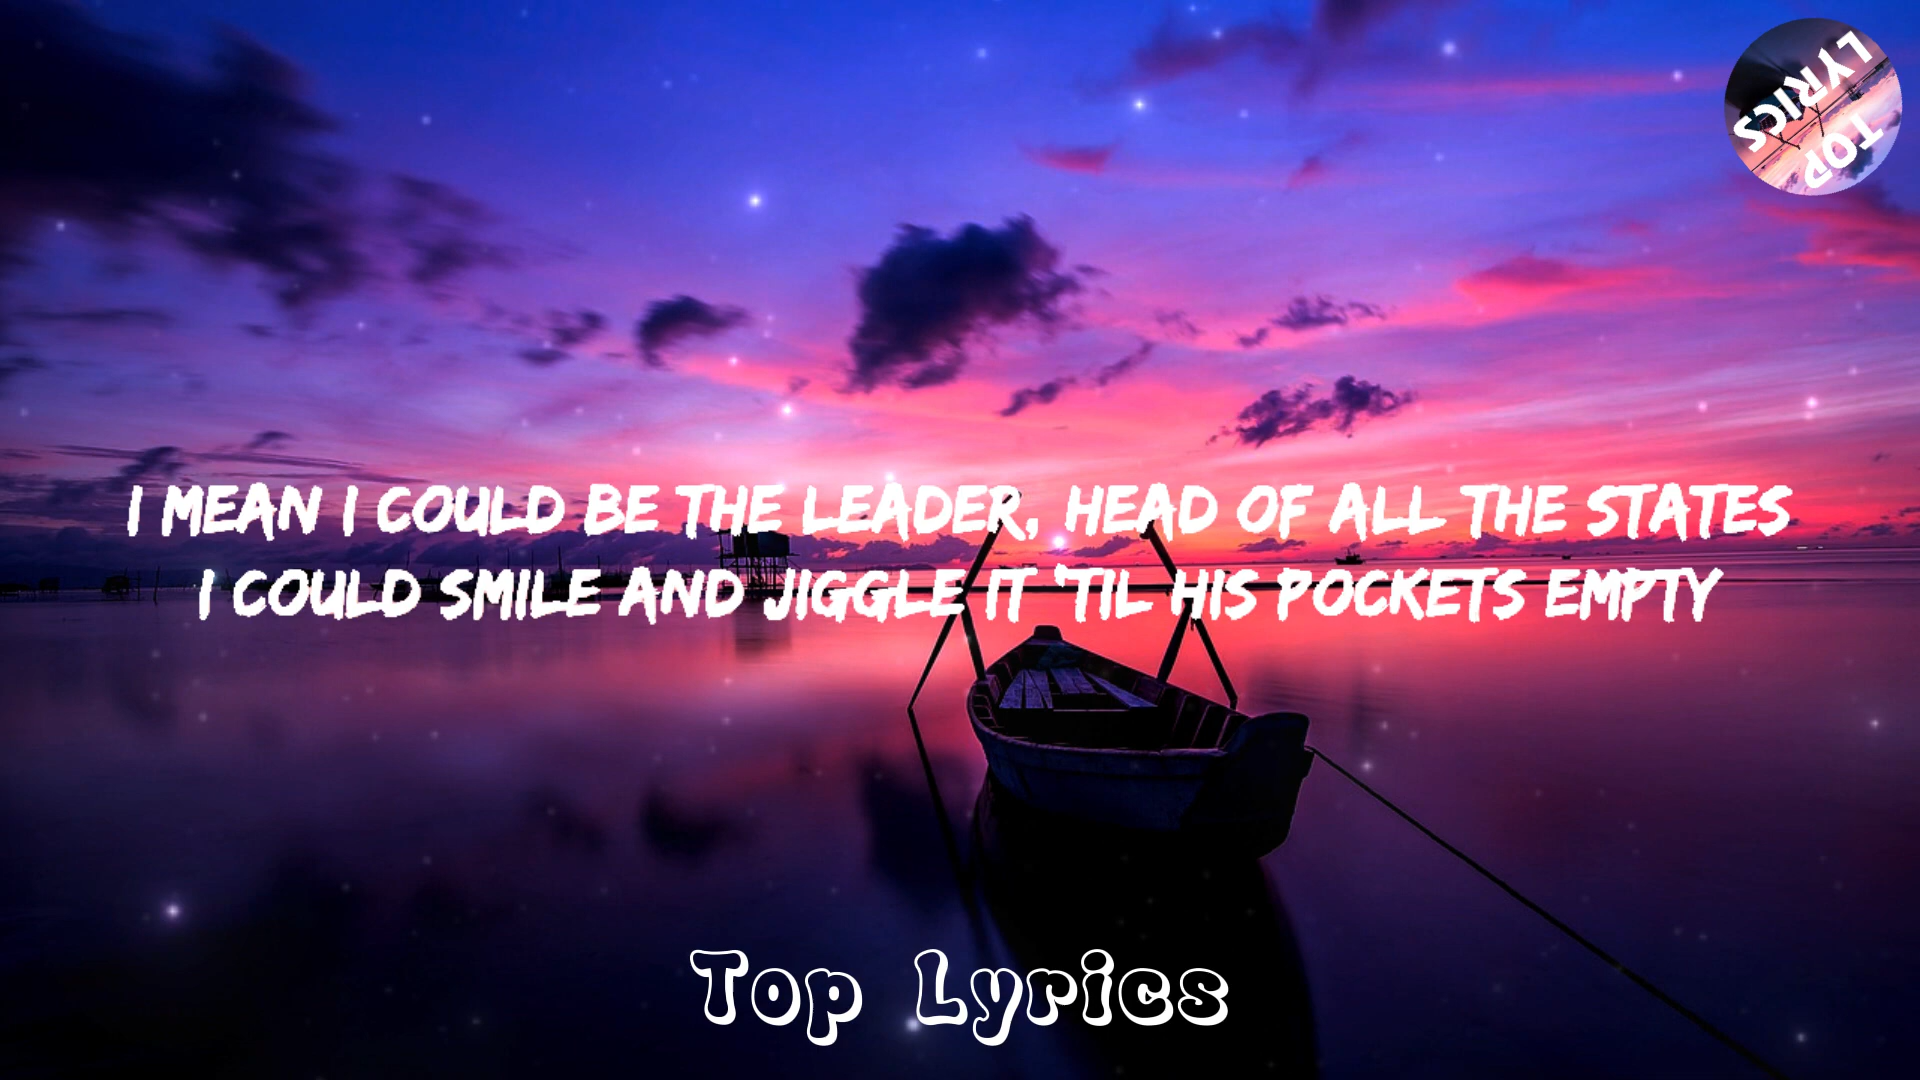 LYRICS
TOP
I MEAN I COULD BE THE LEADER, HEAD OF ALL THE STATES
I COULD SMILE AND JIGGLE IT 'TIL HIS POCKETS EMPTY
Top Lyrics